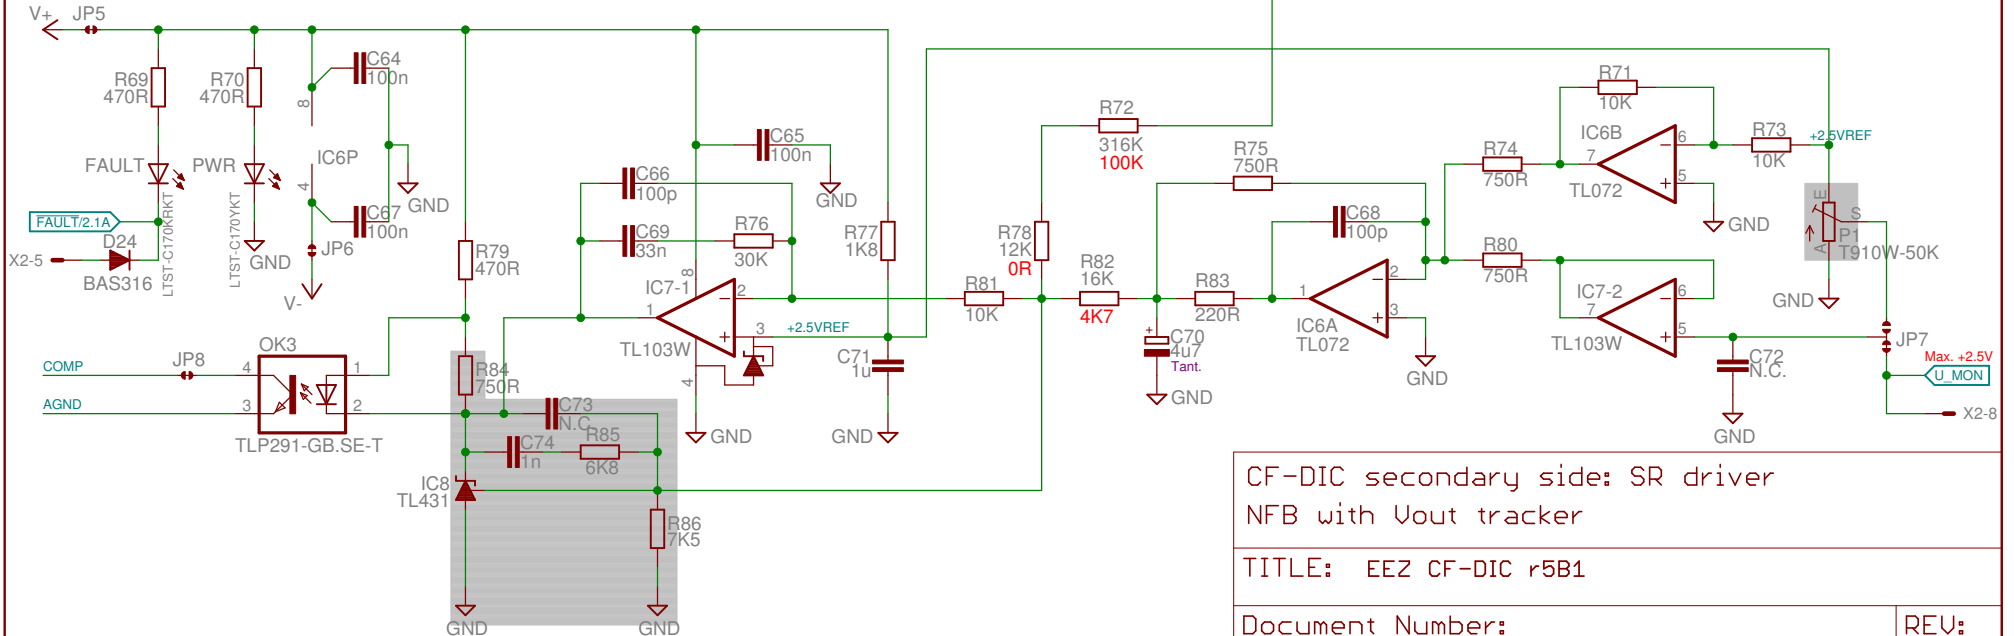 V+
JP5
R69
470R
R70
470R
C64
100n
8
IC6P
4
C67
100n
GND
FAULT
PWR
LTST-C170KRKT
LTST-C170YKT
FAULT/2.1A
D24
X2-5
BAS316
GND
JP6
V-
R79
470R
COMP
JP8
AGND
OK3
4
3
1
2
TLP291-GB.SE-T
R84
750R
C73
N.C.
C74
1n
R85
6K8
IC8
TL431
R86
7K5
GND
GND
C66
100p
C69
33n
R76
30K
IC7-1
8
1
2
3
4
TL103W
+2.5VREF
GND
C65
100n
GND
R77
1K8
C71
1u
GND
R81
10K
R72
316K
100K
R78
12K
0R
R82
16K
4K7
C70
4u7
Tant.
GND
R75
750R
R83
220R
C68
100p
1
2
3
IC6A
TL072
GND
R71
10K
IC6B
7
6
5
TL072
R73
10K
+2.5VREF
GND
R74
750R
R80
750R
IC7-2
7
6
5
TL103W
C72
N.C.
GND
E
S
A
P1
T910W-50K
GND
JP7
Max. +2.5V
U_MON
X2-8
CF-DIC secondary side: SR driver
NFB with Vout tracker
TITLE: EEZ CF-DIC r5B1
Document Number:
REV: